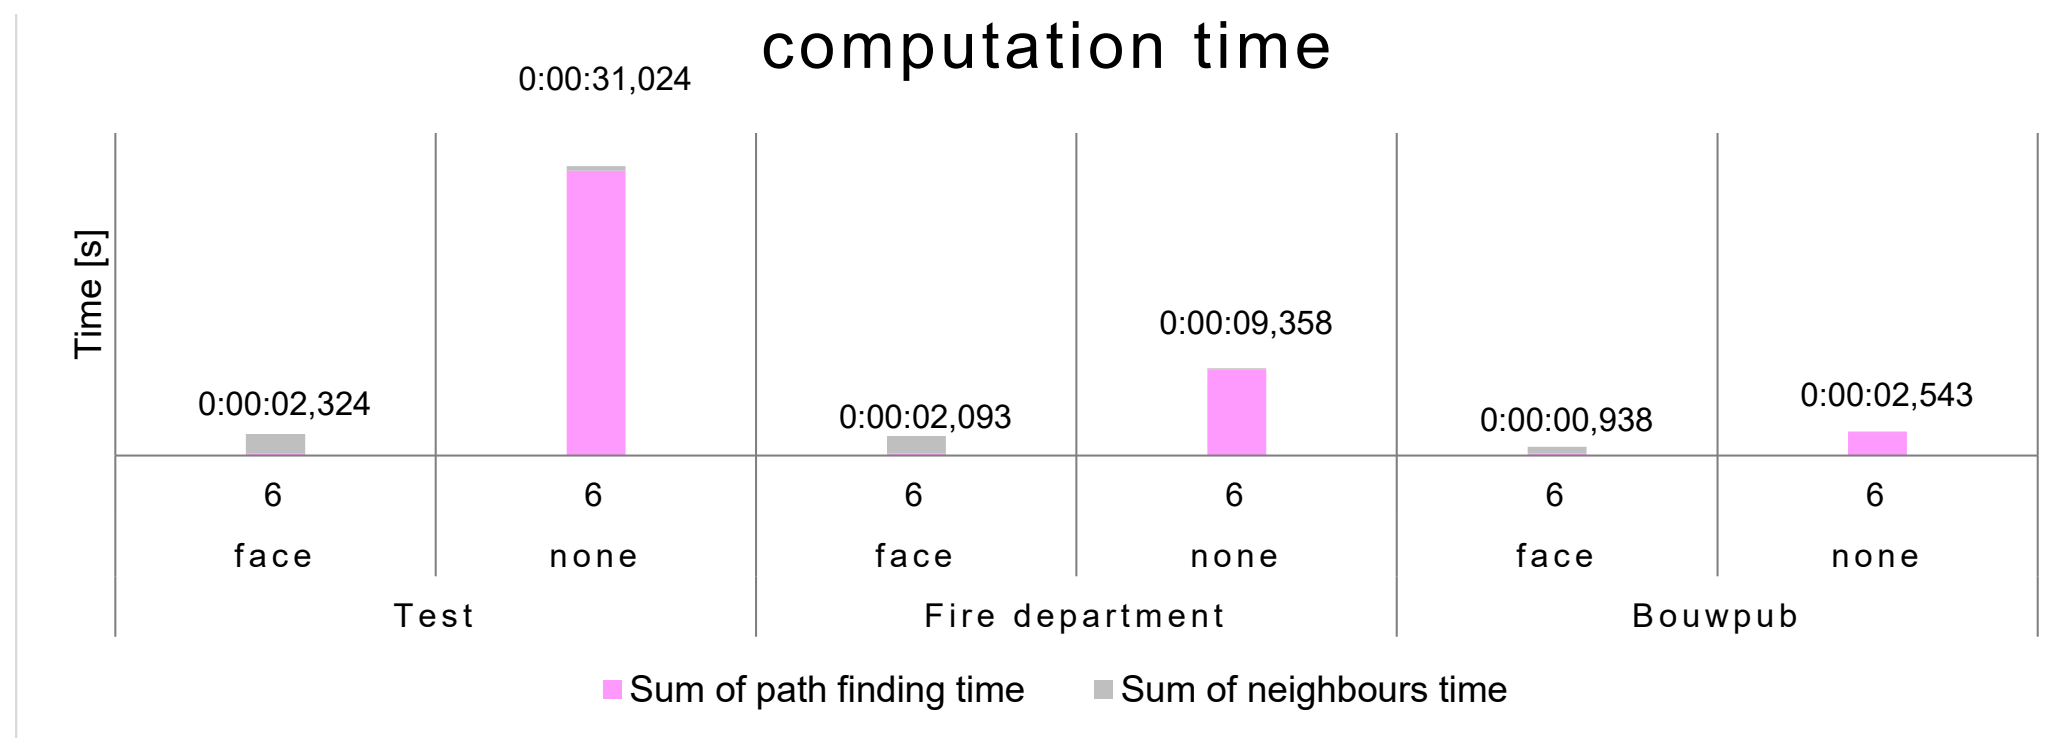 computation time
0:00:31,024
0:00:09,358
0:00:02,543
0:00:02,324
0:00:02,093
0:00:00,938
Time [s]
6 6 6 6 6 6
face none face none face none
Test Fire department Bouwpub
Sum of path finding time Sum of neighbours time